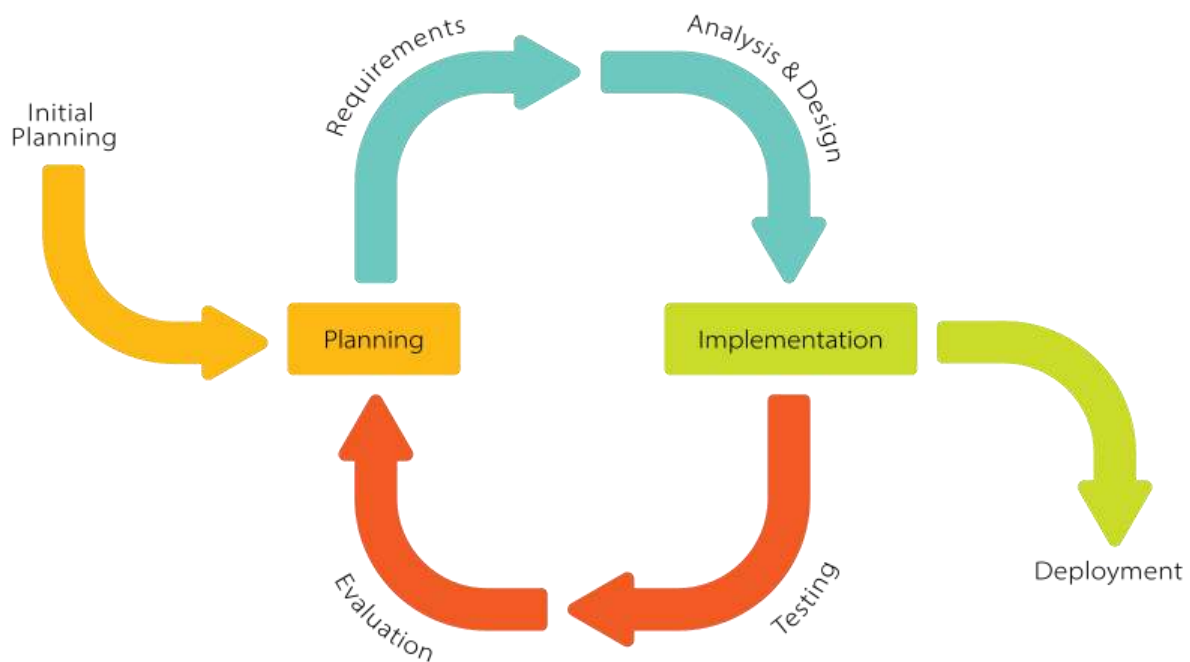 Initial
Planning
Requirements
Analysis & Design
Planning
Implementation
Evaluation
Testing
Deployment